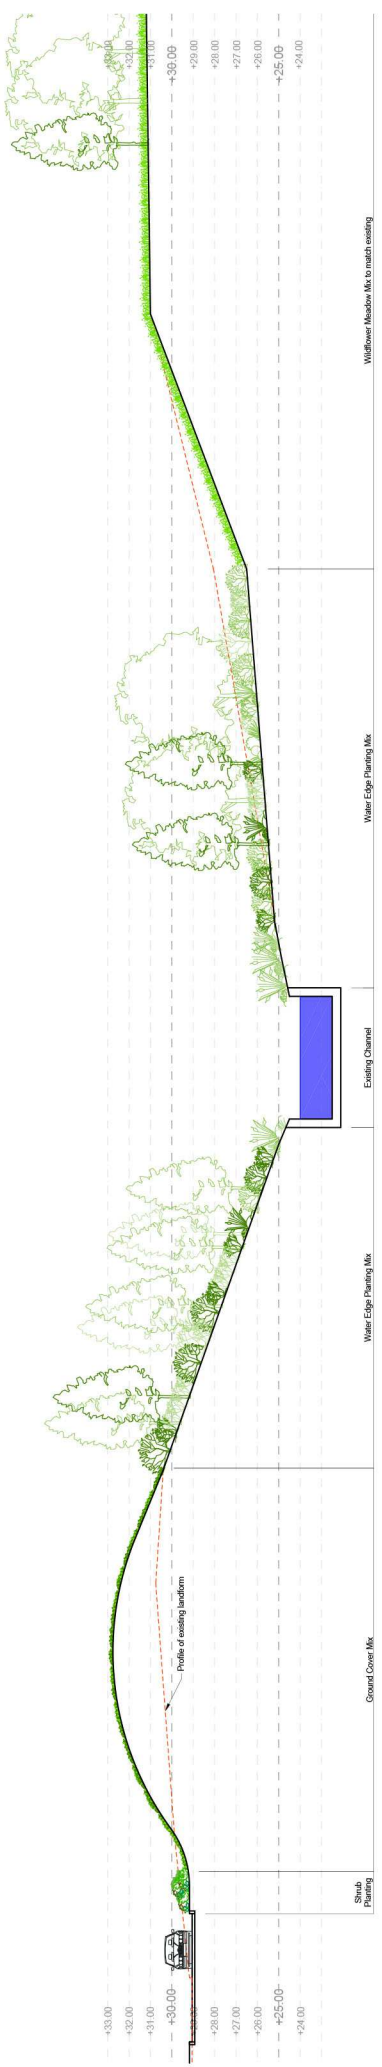 +33.00
+32.00
+31.00
+30.00
+29.00
+28.00
+27.00
+26.00
+25.00
+24.00
Profile of existing landform
Shrub
Planting
Ground Cover Mix
Water Edge Planting Mix
Existing Channel
Water Edge Planting Mix
Wildflower Meadow Mix to match existing
+33.00
+32.00
+31.00
+30.00
+29.00
+28.00
+27.00
+26.00
+25.00
+24.00